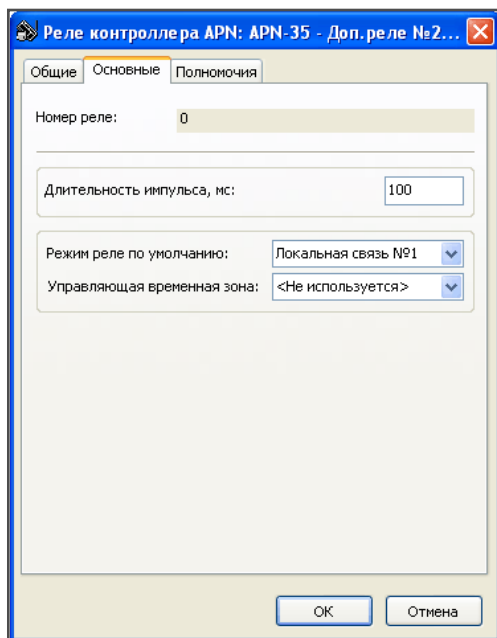 Реле контроллера APN: APN-35 - Доп.реле №2...
Общие Основные Полномочия
Номер реле: 0
Длительность импульса, мс: 100
Режим реле по умолчанию: Локальная связь №1
Управляющая временная зона: <Не используется>
ОК Отмена